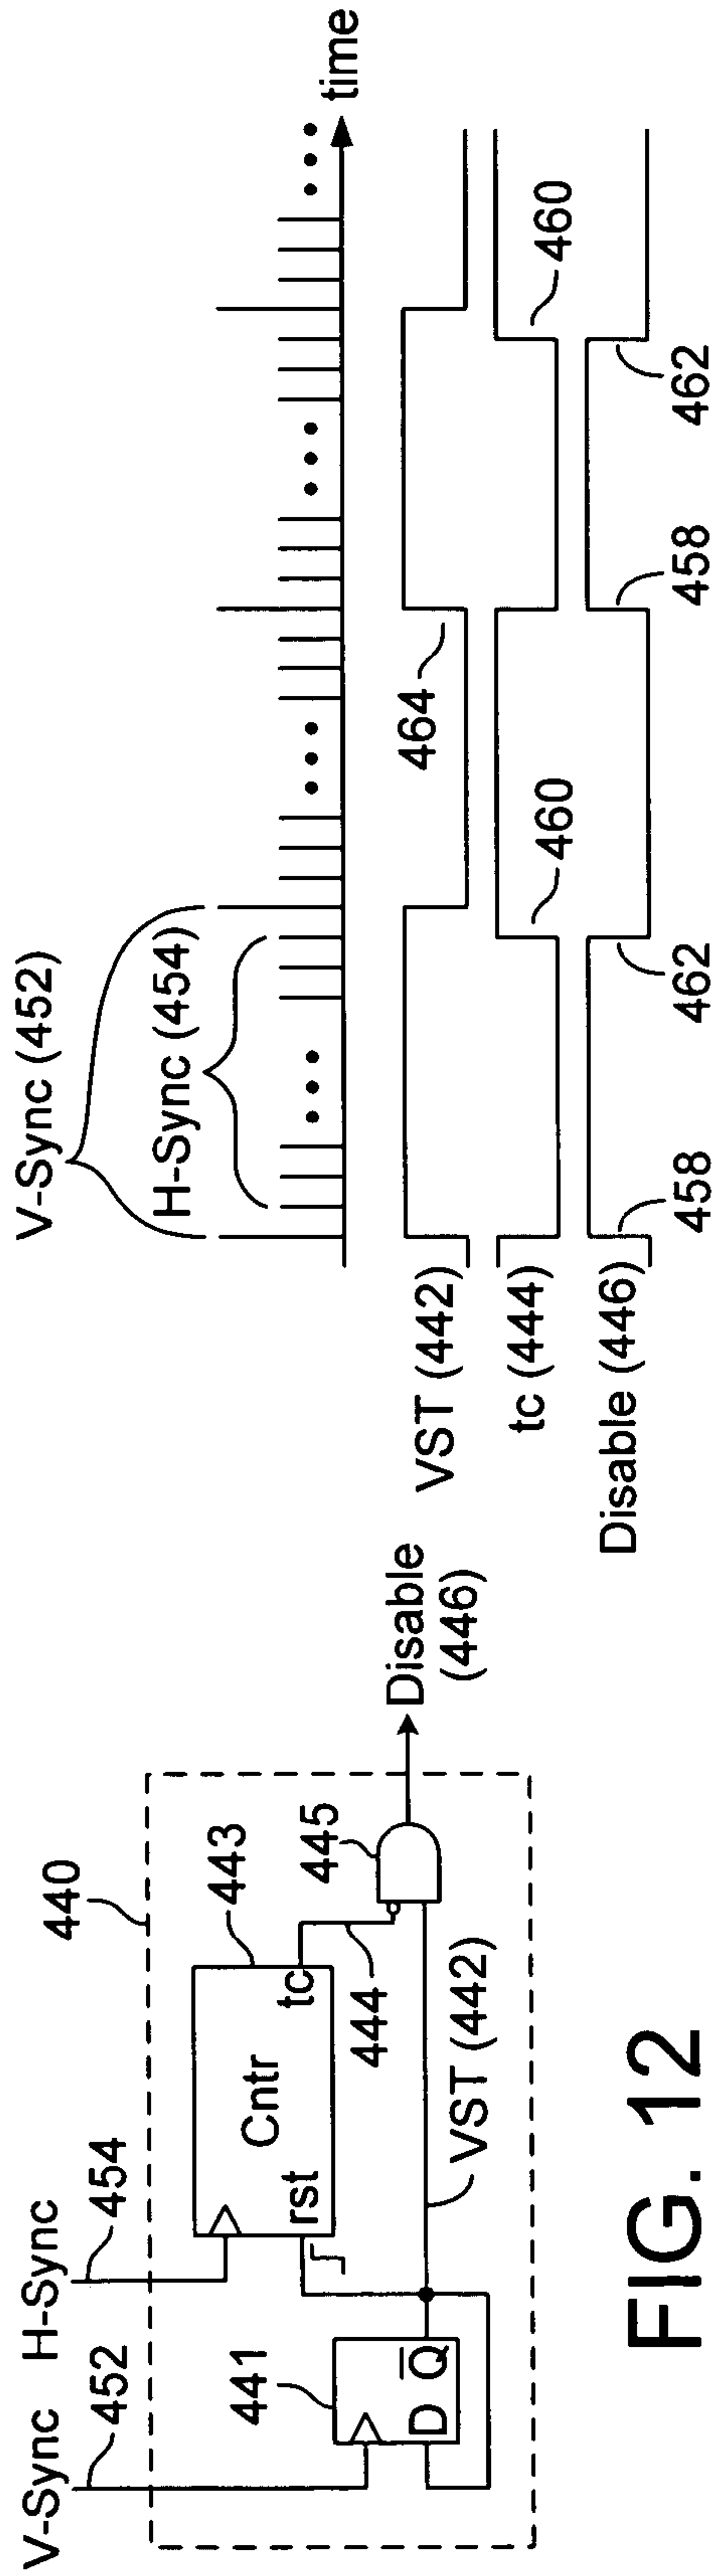 V-Sync H-Sync
452
454
440
443
Cntr
rst
tc
441
D Q̅
444
445
VST (442)
Disable
(446)
V-Sync (452)
H-Sync (454)
time
VST (442)
464
tc (444)
460
460
Disable (446)
458
462
458
462
FIG. 12